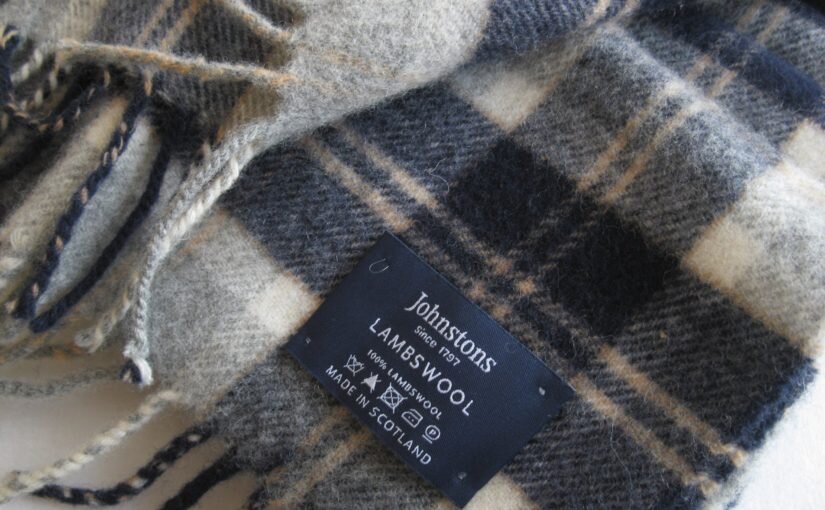 Johnstons
Since 1797
LAMBSWOOL
100% LAMBSWOOL
MADE IN SCOTLAND